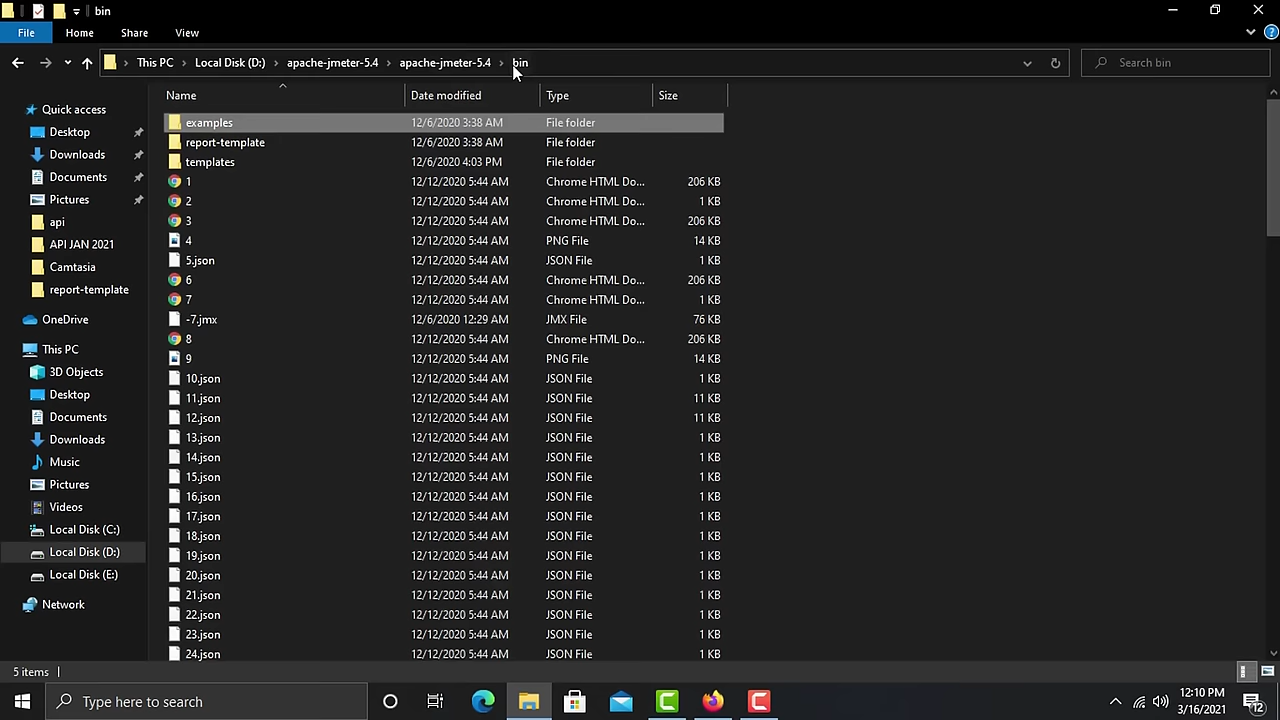 bin
File
Home
Share
View
This PC
Local Disk (D:)
apache-jmeter-5.4
apache-jmeter-5.4
bin
Search bin
Name
Date modified
Type
Size
Quick access
Desktop
Downloads
Documents
Pictures
api
API JAN 2021
Camtasia
report-template
OneDrive
This PC
3D Objects
Desktop
Documents
Downloads
Music
Pictures
Videos
Local Disk (C:)
Local Disk (D:)
Local Disk (E:)
Network
examples 12/6/2020 3:38 AM File folder
report-template 12/6/2020 3:38 AM File folder
templates 12/6/2020 4:03 PM File folder
1 12/12/2020 5:44 AM Chrome HTML Do... 206 KB
2 12/12/2020 5:44 AM Chrome HTML Do... 1 KB
3 12/12/2020 5:44 AM Chrome HTML Do... 206 KB
4 12/12/2020 5:44 AM PNG File 14 KB
5.json 12/12/2020 5:44 AM JSON File 1 KB
6 12/12/2020 5:44 AM Chrome HTML Do... 206 KB
7 12/12/2020 5:44 AM Chrome HTML Do... 1 KB
-7.jmx 12/6/2020 12:29 AM JMX File 76 KB
8 12/12/2020 5:44 AM Chrome HTML Do... 206 KB
9 12/12/2020 5:44 AM PNG File 14 KB
10.json 12/12/2020 5:44 AM JSON File 1 KB
11.json 12/12/2020 5:44 AM JSON File 11 KB
12.json 12/12/2020 5:44 AM JSON File 11 KB
13.json 12/12/2020 5:44 AM JSON File 1 KB
14.json 12/12/2020 5:44 AM JSON File 1 KB
15.json 12/12/2020 5:44 AM JSON File 1 KB
16.json 12/12/2020 5:44 AM JSON File 1 KB
17.json 12/12/2020 5:44 AM JSON File 1 KB
18.json 12/12/2020 5:44 AM JSON File 1 KB
19.json 12/12/2020 5:44 AM JSON File 1 KB
20.json 12/12/2020 5:44 AM JSON File 1 KB
21.json 12/12/2020 5:44 AM JSON File 1 KB
22.json 12/12/2020 5:44 AM JSON File 1 KB
23.json 12/12/2020 5:44 AM JSON File 1 KB
24.json 12/12/2020 5:44 AM JSON File 1 KB
5 items
Type here to search
12:10 PM
3/16/2021
12